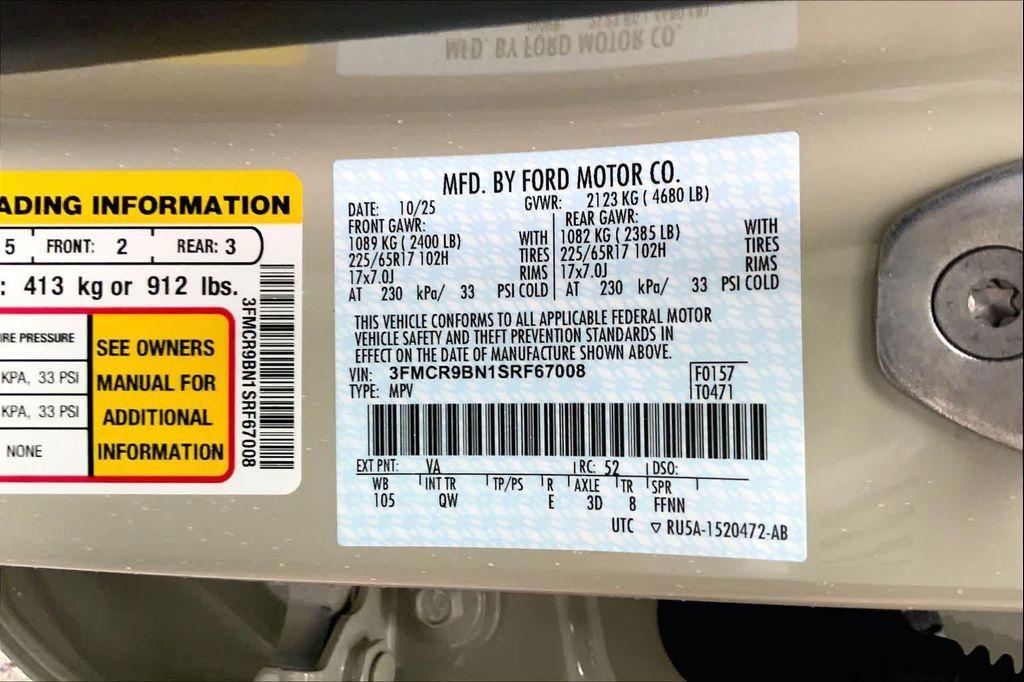 MFD. BY FORD MOTOR CO.
ADING INFORMATION
5 FRONT: 2 REAR: 3
: 413 kg or 912 lbs.
IRE PRESSURE
KPA, 33 PSI
KPA, 33 PSI
NONE
SEE OWNERS
MANUAL FOR
ADDITIONAL
INFORMATION
3FMCR9BN1SRF67008
MFD. BY FORD MOTOR CO.
DATE: 10/25 GVWR: 2123 KG ( 4680 LB)
FRONT GAWR: REAR GAWR:
1089 KG ( 2400 LB) WITH 1082 KG ( 2385 LB) WITH
225/65R17 102H TIRES 225/65R17 102H TIRES
17x7.0J RIMS 17x7.0J RIMS
AT 230 kPa/ 33 PSI COLD AT 230 kPa/ 33 PSI COLD
THIS VEHICLE CONFORMS TO ALL APPLICABLE FEDERAL MOTOR
VEHICLE SAFETY AND THEFT PREVENTION STANDARDS IN
EFFECT ON THE DATE OF MANUFACTURE SHOWN ABOVE.
VIN: 3FMCR9BN1SRF67008 F0157
TYPE: MPV T0471
EXT PNT: VA RC: 52 DSO:
WB INT TR TP/PS R AXLE TR SPR
105 QW E 3D 8 FFNN
UTC ▽ RU5A-1520472-AB